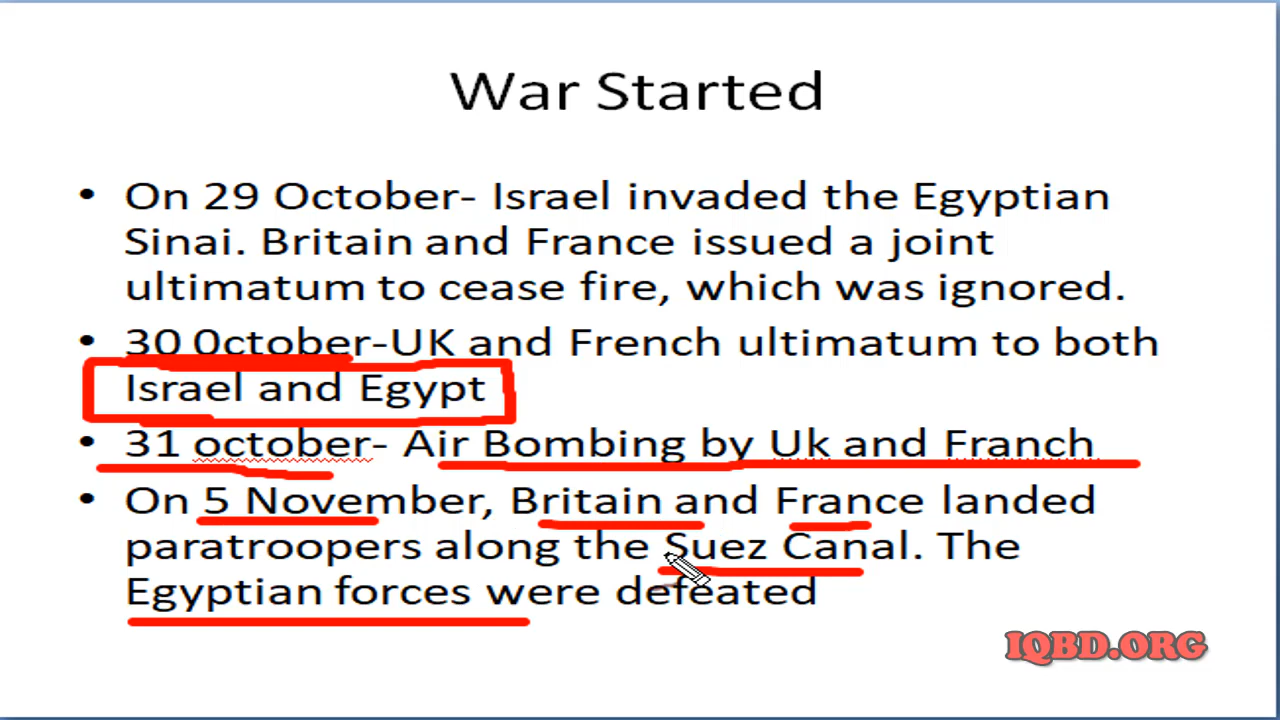 War Started
• On 29 October- Israel invaded the Egyptian
Sinai. Britain and France issued a joint
ultimatum to cease fire, which was ignored.
• 30 0ctober-UK and French ultimatum to both
Israel and Egypt
• 31 october- Air Bombing by Uk and Franch
• On 5 November, Britain and France landed
paratroopers along the Suez Canal. The
Egyptian forces were defeated
IQBD.ORG